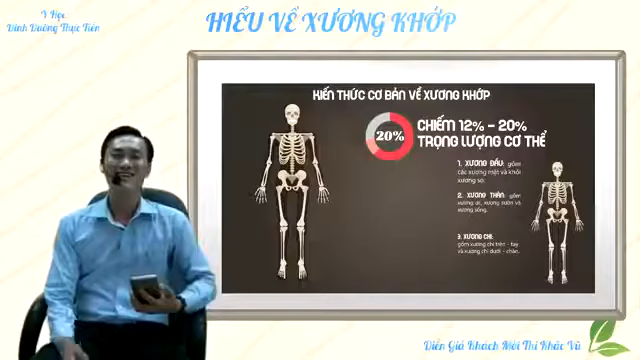 Y Học
Dinh Dưỡng Thực Tiễn
HIỂU VỀ XƯƠNG KHỚP
KIẾN THỨC CƠ BẢN VỀ XƯƠNG KHỚP
20%
CHIẾM 12% - 20%
TRỌNG LƯỢNG CƠ THỂ
1. XƯƠNG ĐẦU: gồm
các xương mặt và khối
xương sọ.
2. XƯƠNG THÂN: gồm
xương ức, xương sườn và
xương sống.
3. XƯƠNG CHI:
gồm xương chi trên - tay
và xương chi dưới - chân.
Diễn Giả Khách Mời Thi Khắc Vũ